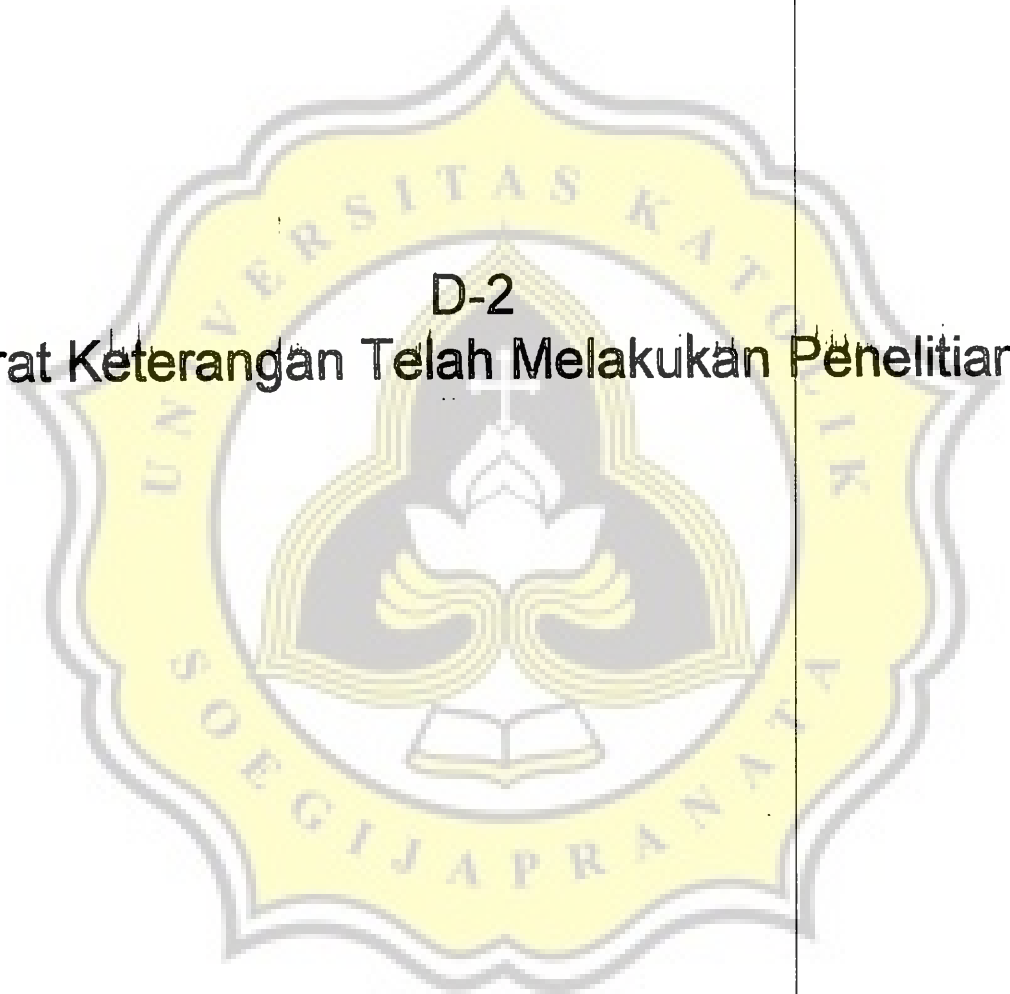 D-2
rat Keterangan Telah Melakukan Penelitian
UNIVERSITAS KATOLIK
SOEGIJAPRANATA